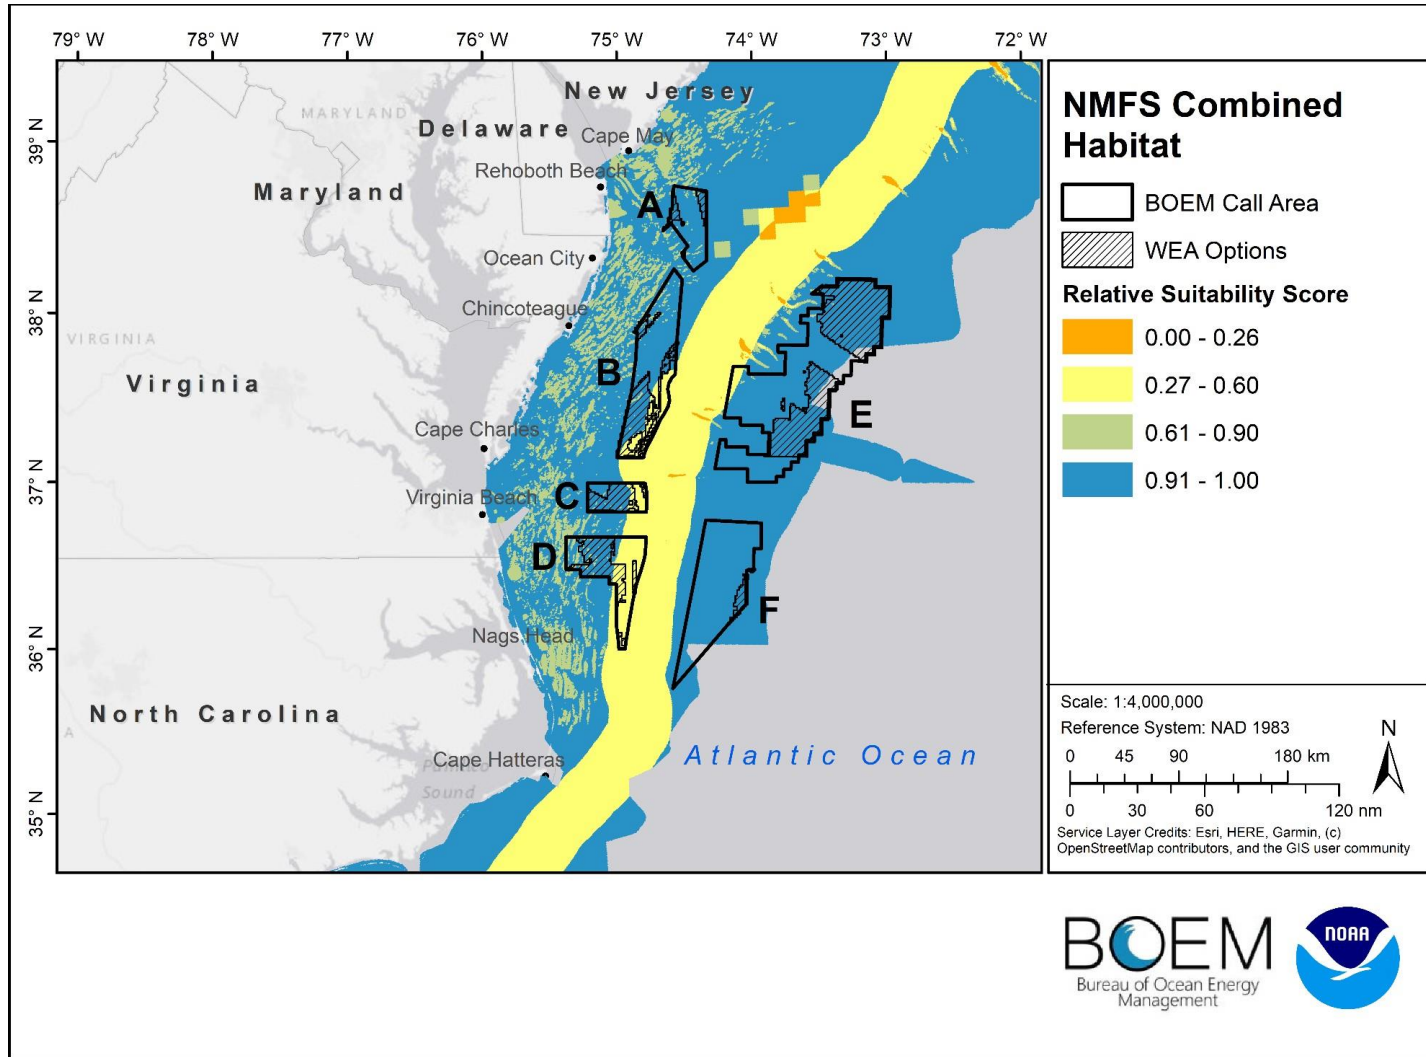 79° W 78° W 77° W 76° W 75° W 74° W 73° W 72° W
39° N
38° N
37° N
36° N
35° N
New Jersey
MARYLAND
Delaware
Cape May
Rehoboth Beach
Maryland
A
Ocean City
Chincoteague
VIRGINIA
Virginia
B
E
Cape Charles
Virginia Beach
C
D
F
Nags Head
North Carolina
A
Atlantic Ocean
Cape Hatteras
Pamlico
Sound
NMFS Combined
Habitat
BOEM Call Area
WEA Options
Relative Suitability Score
0.00 - 0.26
0.27 - 0.60
0.61 - 0.90
0.91 - 1.00
Scale: 1:4,000,000
Reference System: NAD 1983
N
0 45 90 180 km
0 30 60 120 nm
Service Layer Credits: Esri, HERE, Garmin, (c)
OpenStreetMap contributors, and the GIS user community
BOEM
Bureau of Ocean Energy
Management
NOAA